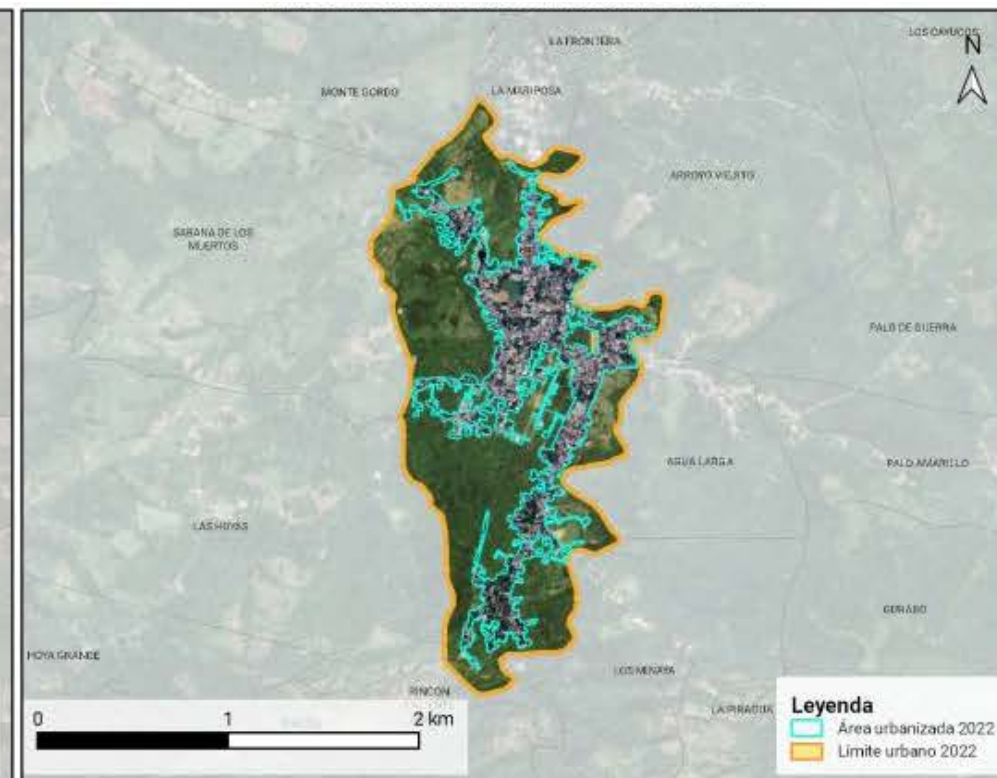 LA FRONTERA
LOS CAYUCOS
N
MONTE GORDO
LA MARIPOSA
ARROYO VIEJITO
SABANA DE LOS
MUERTOS
PALO DE GUERRA
AGUA LARGA
PALO AMARILLO
LAS HOYAS
GURABO
HOYA GRANDE
LOS MINAYA
RINCON
LA PIRAGUA
0 1 2 km
Leyenda
Área urbanizada 2022
Límite urbano 2022